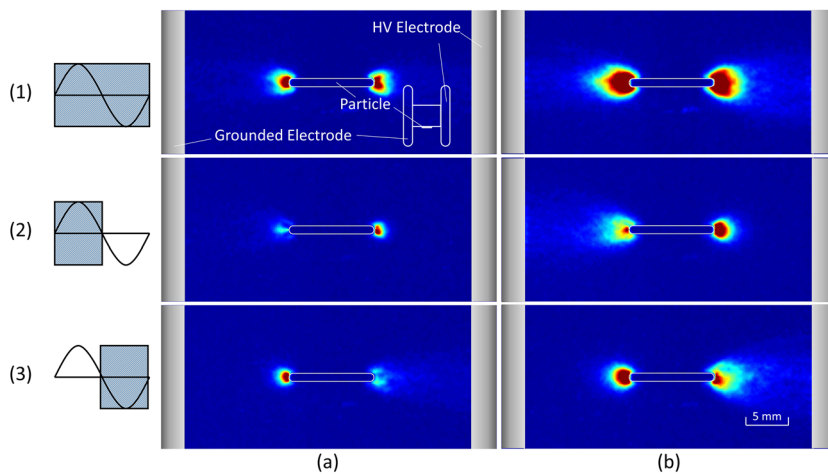 HV Electrode
(1)
Particle
Grounded Electrode
(2)
(3)
5 mm
(a)
(b)